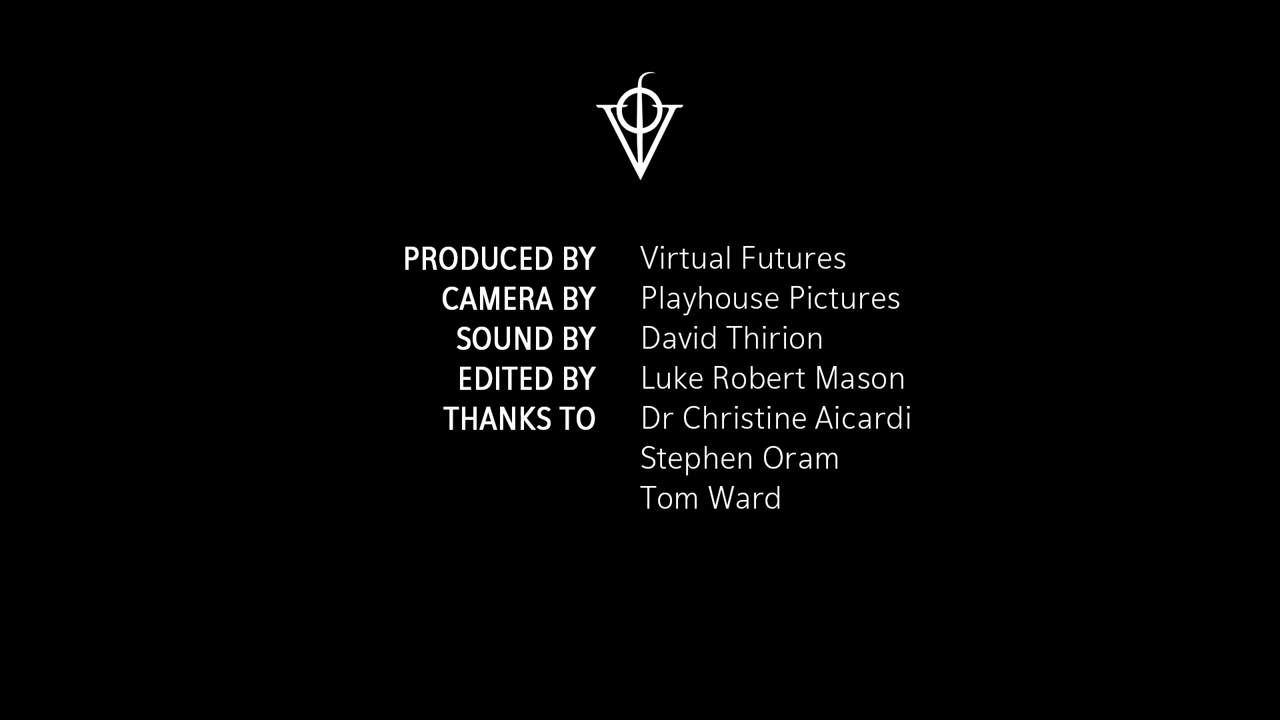 PRODUCED BY Virtual Futures
CAMERA BY Playhouse Pictures
SOUND BY David Thirion
EDITED BY Luke Robert Mason
THANKS TO Dr Christine Aicardi
Stephen Oram
Tom Ward